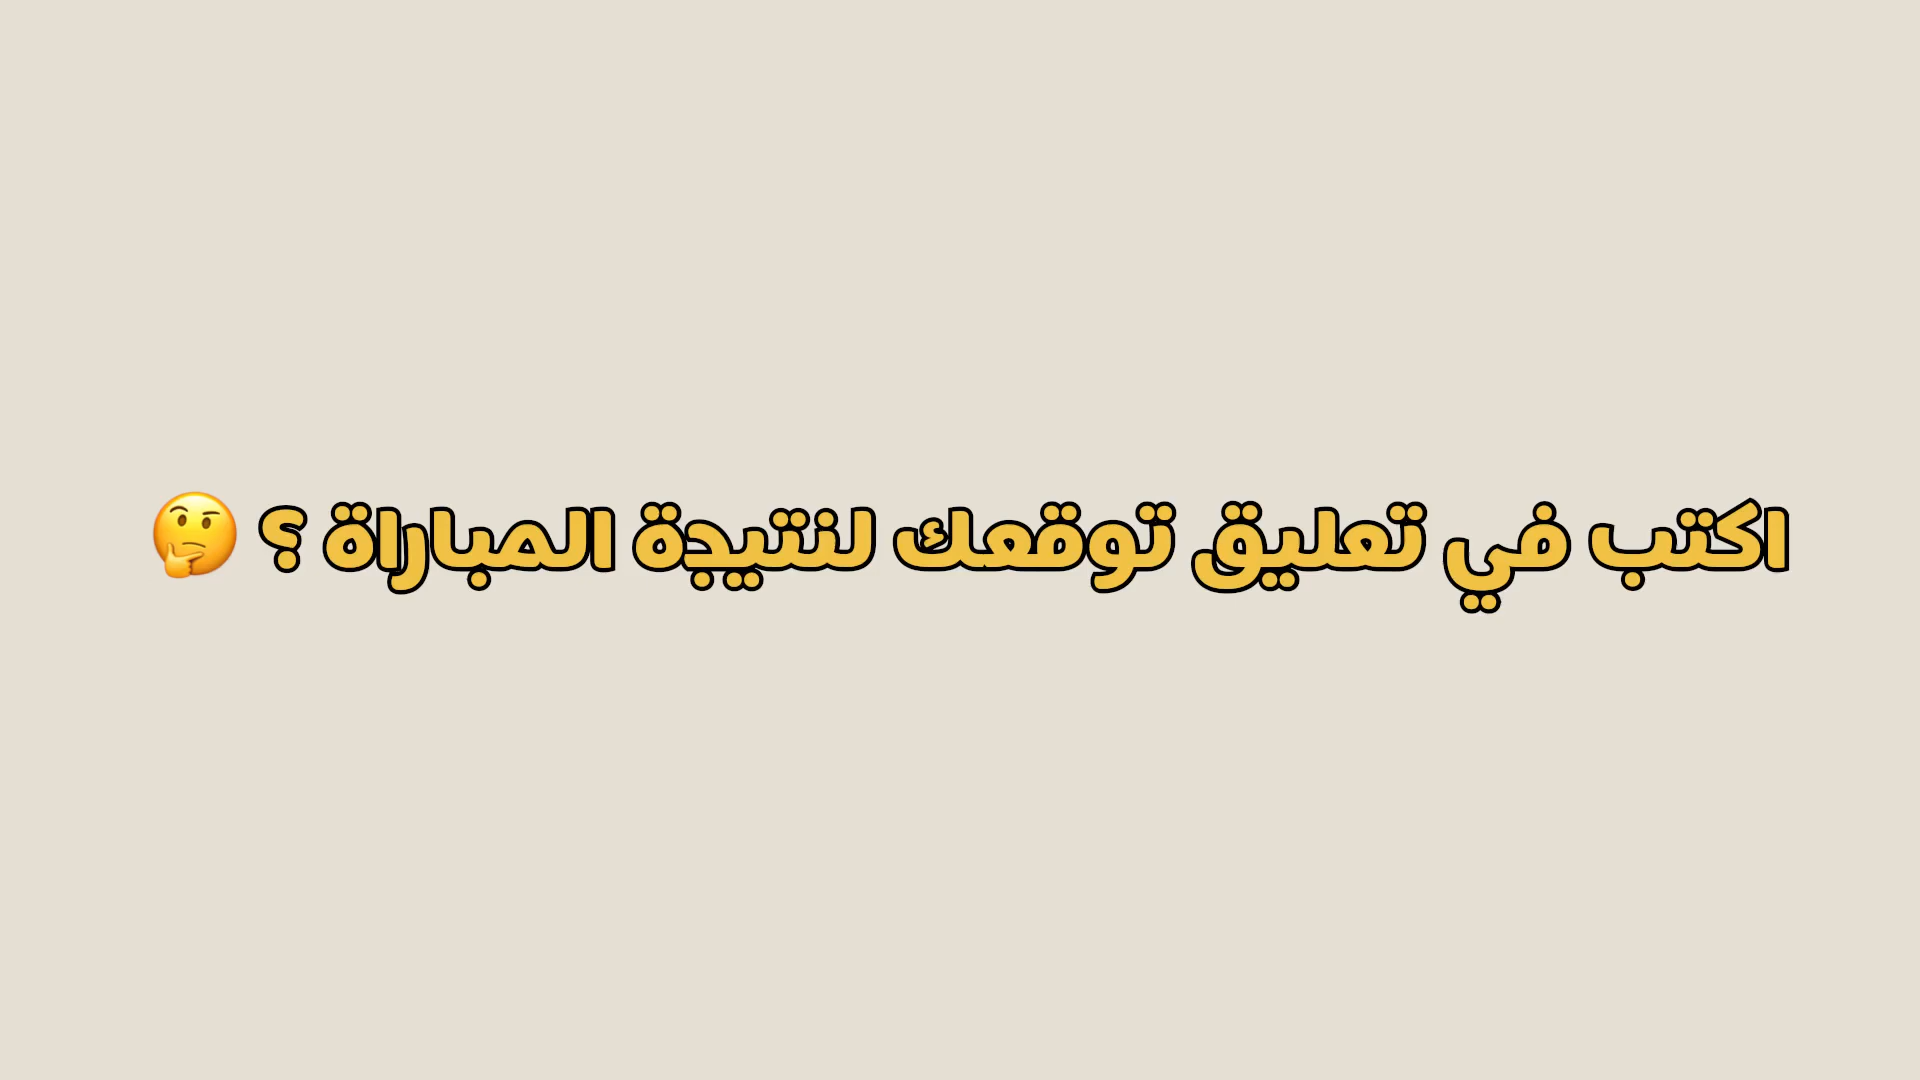 اكتب في تعليق توقعك لنتيجة المباراة ؟ 🤔